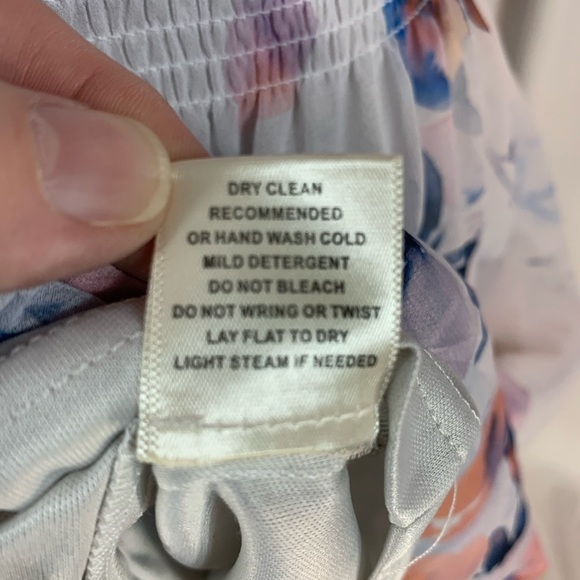 DRY CLEAN
RECOMMENDED
OR HAND WASH COLD
MILD DETERGENT
DO NOT BLEACH
DO NOT WRING OR TWIST
LAY FLAT TO DRY
LIGHT STEAM IF NEEDED